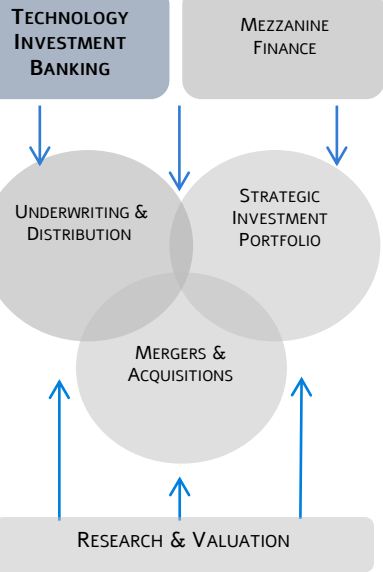 TECHNOLOGY
INVESTMENT
BANKING
MEZZANINE
FINANCE
UNDERWRITING &
DISTRIBUTION
STRATEGIC
INVESTMENT
PORTFOLIO
MERGERS &
ACQUISITIONS
RESEARCH & VALUATION